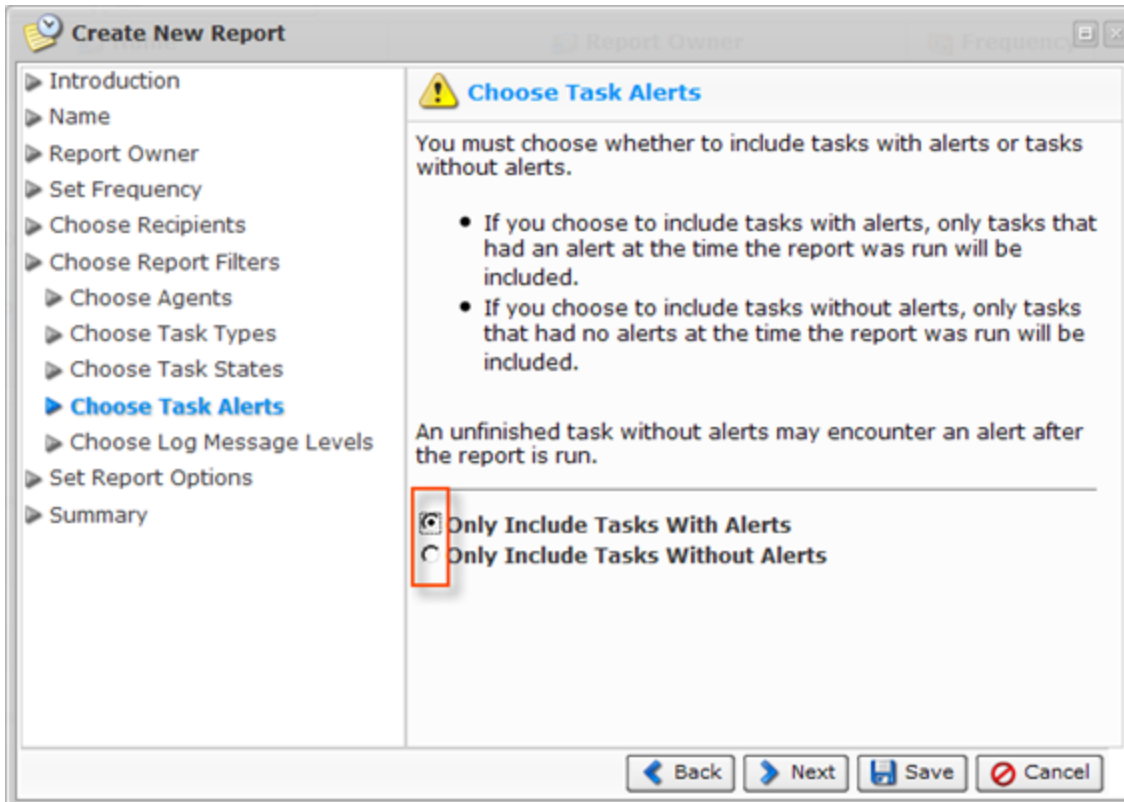 Create New Report
Name
Report Owner
Frequency
Introduction
Name
Report Owner
Set Frequency
Choose Recipients
Choose Report Filters
Choose Agents
Choose Task Types
Choose Task States
Choose Task Alerts
Choose Log Message Levels
Set Report Options
Summary
Choose Task Alerts
You must choose whether to include tasks with alerts or tasks
without alerts.
• If you choose to include tasks with alerts, only tasks that
had an alert at the time the report was run will be
included.
• If you choose to include tasks without alerts, only tasks
that had no alerts at the time the report was run will be
included.
An unfinished task without alerts may encounter an alert after
the report is run.
Only Include Tasks With Alerts
Only Include Tasks Without Alerts
Back
Next
Save
Cancel